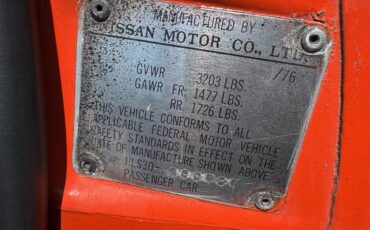 MANUFACTURED BY
NISSAN MOTOR CO., LTD.
/76
GVWR 3203 LBS.
GAWR FR: 1477 LBS.
RR: 1726 LBS.
THIS VEHICLE CONFORMS TO ALL
APPLICABLE FEDERAL MOTOR VEHICLE
SAFETY STANDARDS IN EFFECT ON THE
DATE OF MANUFACTURE SHOWN ABOVE
HLS30-
PASSENGER CAR